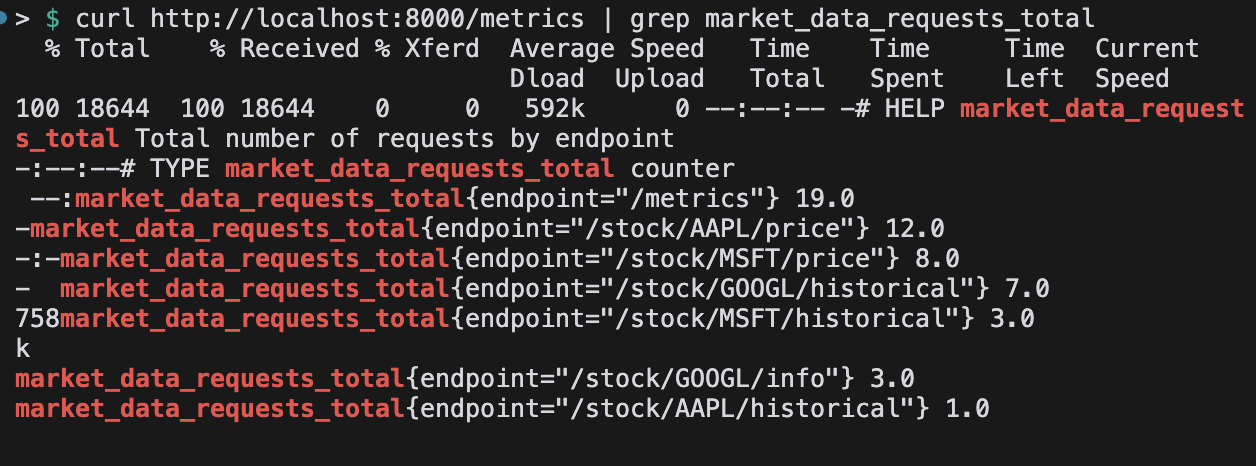 > $ curl http://localhost:8000/metrics | grep market_data_requests_total
  % Total    % Received % Xferd  Average Speed   Time    Time     Time  Current
                                 Dload  Upload   Total   Spent    Left  Speed
100 18644  100 18644    0     0   592k      0 --:--:-- -# HELP market_data_request
s_total Total number of requests by endpoint
-:--:--# TYPE market_data_requests_total counter
 --:market_data_requests_total{endpoint="/metrics"} 19.0
-market_data_requests_total{endpoint="/stock/AAPL/price"} 12.0
-:-market_data_requests_total{endpoint="/stock/MSFT/price"} 8.0
-  market_data_requests_total{endpoint="/stock/GOOGL/historical"} 7.0
758market_data_requests_total{endpoint="/stock/MSFT/historical"} 3.0
k
market_data_requests_total{endpoint="/stock/GOOGL/info"} 3.0
market_data_requests_total{endpoint="/stock/AAPL/historical"} 1.0